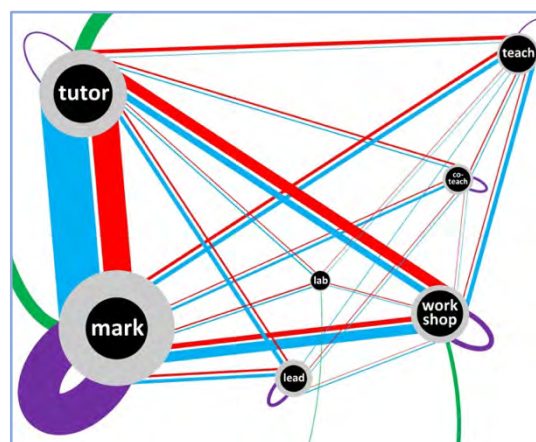 tutor
teach
co-
teach
lab
work
shop
mark
lead